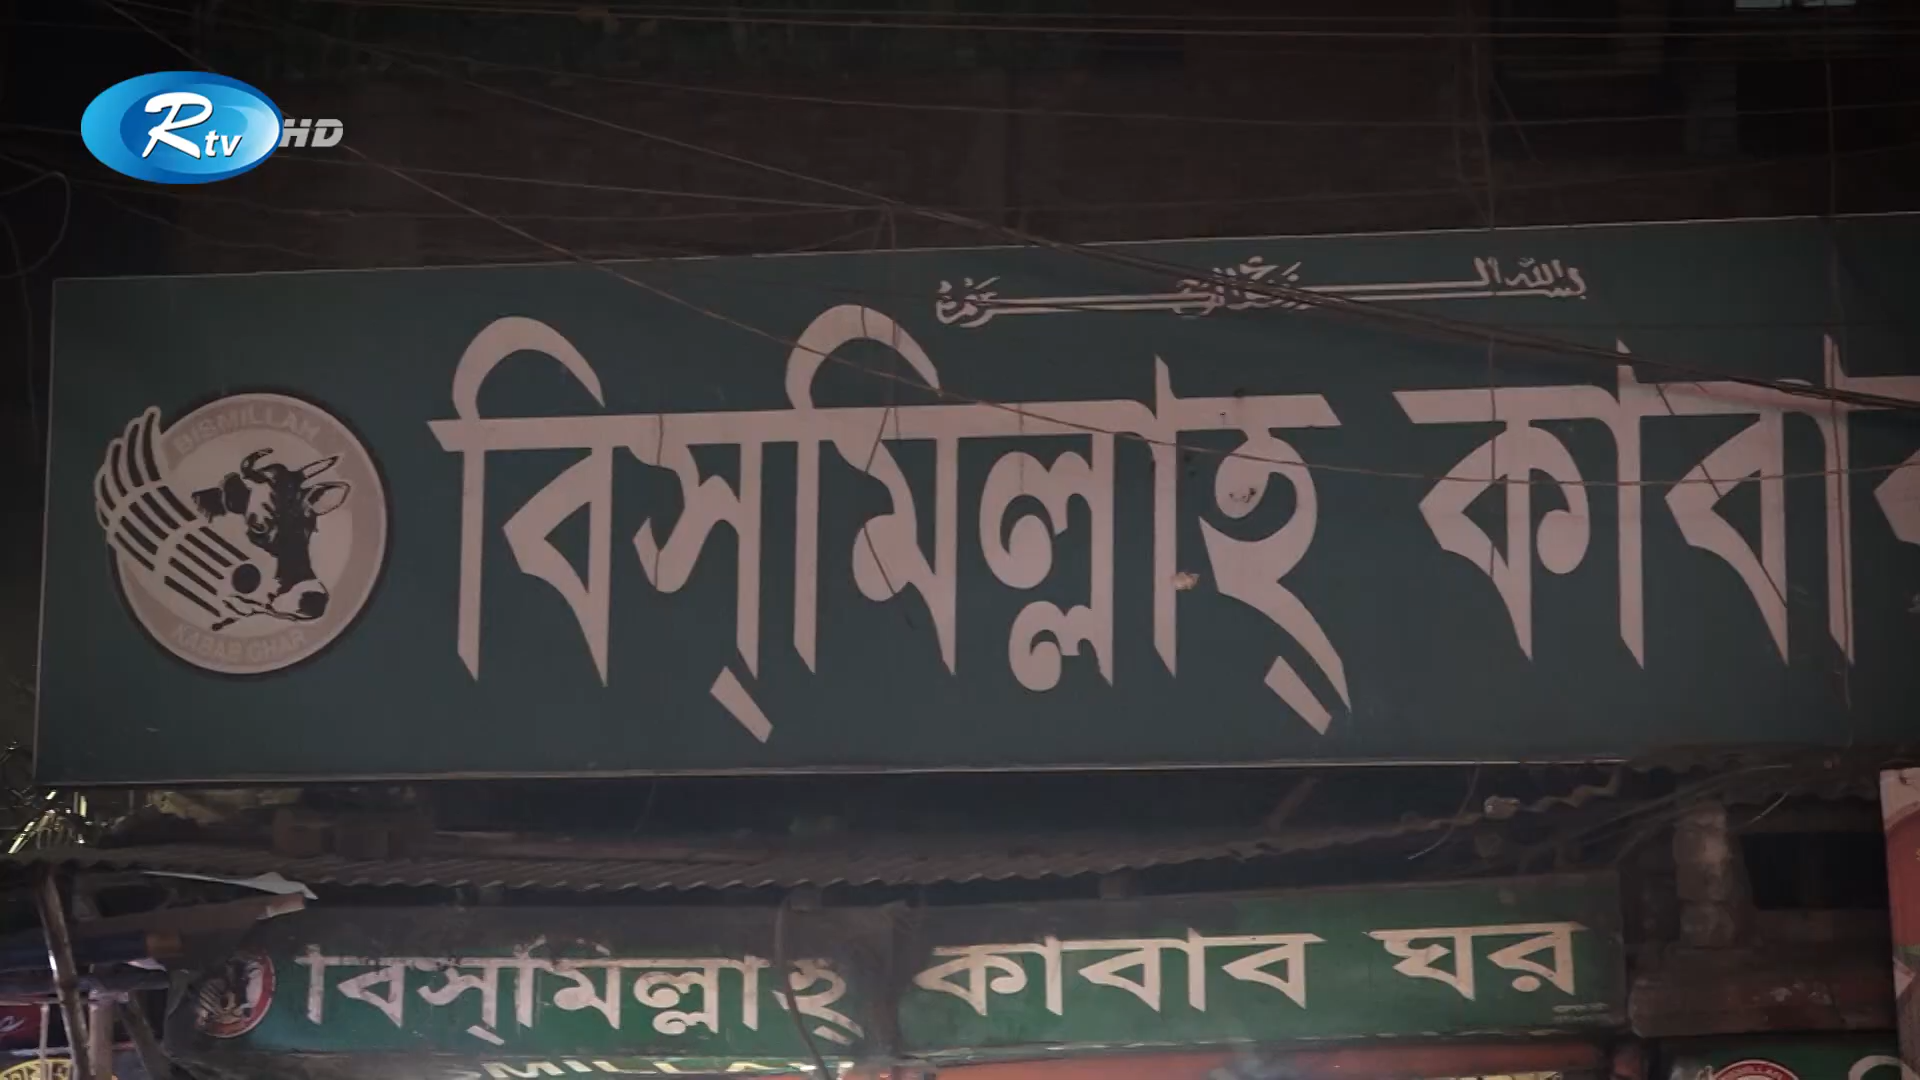 Rtv HD
بسم الله الرحمن الرحيم
BISMILLAH
KABAB GHAR
বিস্‌মিল্লাহ্‌ কাবাব
বিস্‌মিল্লাহ্‌ কাবাব ঘর